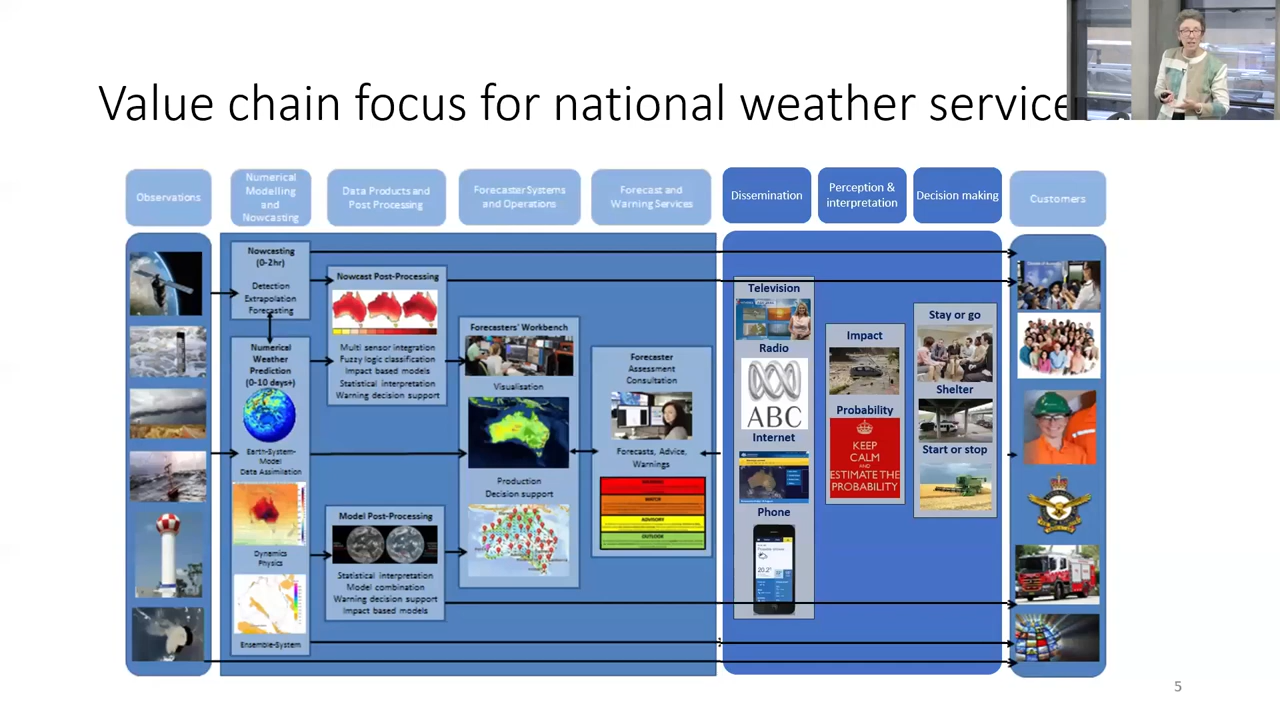 Value chain focus for national weather service
Observations
Numerical
Modelling
and
Nowcasting
Data Products and
Post Processing
Forecaster Systems
and Operations
Forecast and
Warning Services
Dissemination
Perception &
interpretation
Decision making
Customers
Nowcasting
(0-2hr)
Detection
Extrapolation
Forecasting
Numerical
Weather
Prediction
(0-10 days+)
Earth-System-
Model
Data Assimilation
Dynamics
Physics
Ensemble-System
Nowcast Post-Processing
Multi sensor integration
Fuzzy logic classification
Impact based models
Statistical interpretation
Warning decision support
Model Post-Processing
Statistical interpretation
Model combination
Warning decision support
Impact based models
Forecasters' Workbench
Visualisation
Production
Decision support
Forecaster
Assessment
Consultation
Forecasts, Advice,
Warnings
WARNING
WATCH
ADVISORY
OUTLOOK
Television
Radio
ABC
Internet
Phone
20.2°
Impact
Probability
KEEP
CALM
AND
ESTIMATE THE
PROBABILITY
Stay or go
Shelter
Start or stop
5